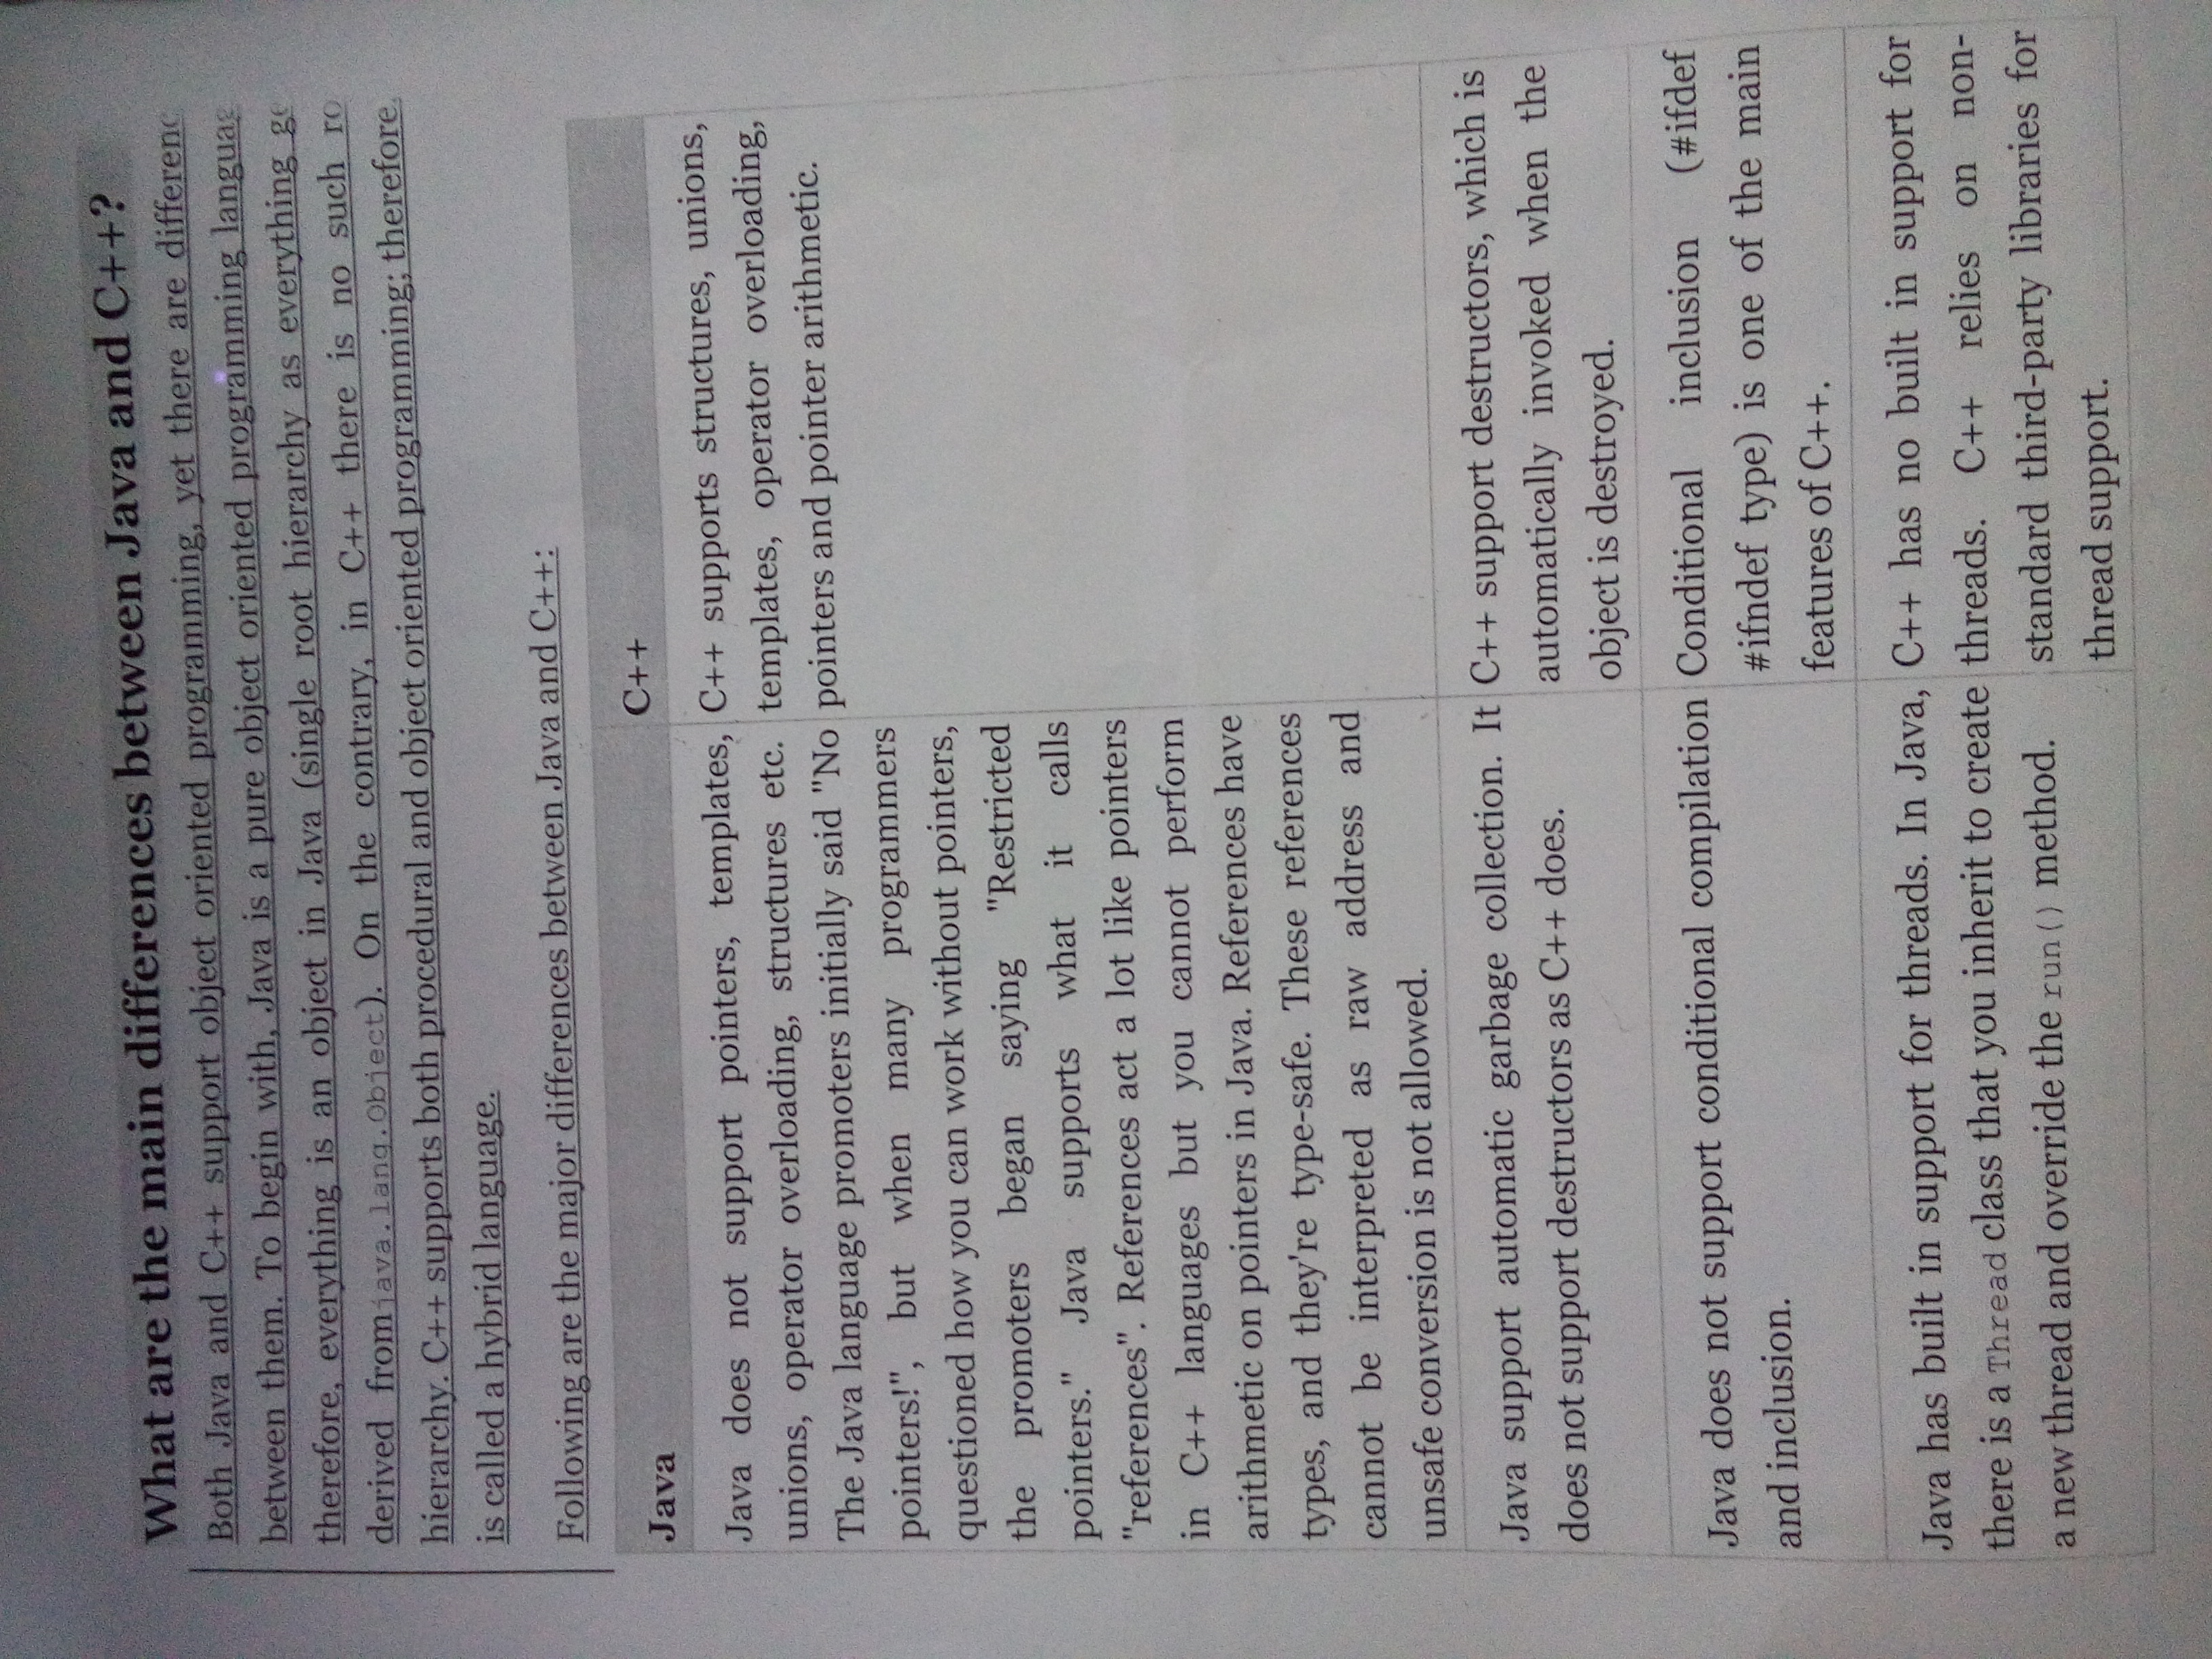 What are the main differences between Java and C++?
Both Java and C++ support object oriented programming, yet there are
between them. To begin with, Java is a pure object oriented programming
therefore, everything is an object in Java (single root hierarchy as everything
derived from java.lang.Object). On the contrary, in C++ there is no such
hierarchy. C++ supports both procedural and object oriented programming; therefore,
is called a hybrid language.
Following are the major differences between Java and C++:
Java
Java does not support pointers, templates,
unions, operator overloading, structures etc.
The Java language promoters initially said "No
pointers!", but when many programmers
questioned how you can work without pointers,
the promoters began saying "Restricted
pointers." Java supports what it calls
"references". References act a lot like pointers
in C++ languages but you cannot perform
arithmetic on pointers in Java. References have
types, and they're type-safe. These references
cannot be interpreted as raw address and
unsafe conversion is not allowed.
Java support automatic garbage collection. It
does not support destructors as C++ does.
Java does not support conditional compilation
and inclusion.
Java has built in support for threads. In Java,
there is a Thread class that you inherit to create
a new thread and override the run() method.
C++
C++ supports structures, unions,
templates, operator overloading,
pointers and pointer arithmetic.
C++ support destructors, which is
automatically invoked when the
object is destroyed.
Conditional inclusion (#ifdef
#ifndef type) is one of the main
features of C++.
C++ has no built in support for
threads. C++ relies on non-
standard third-party libraries for
thread support.